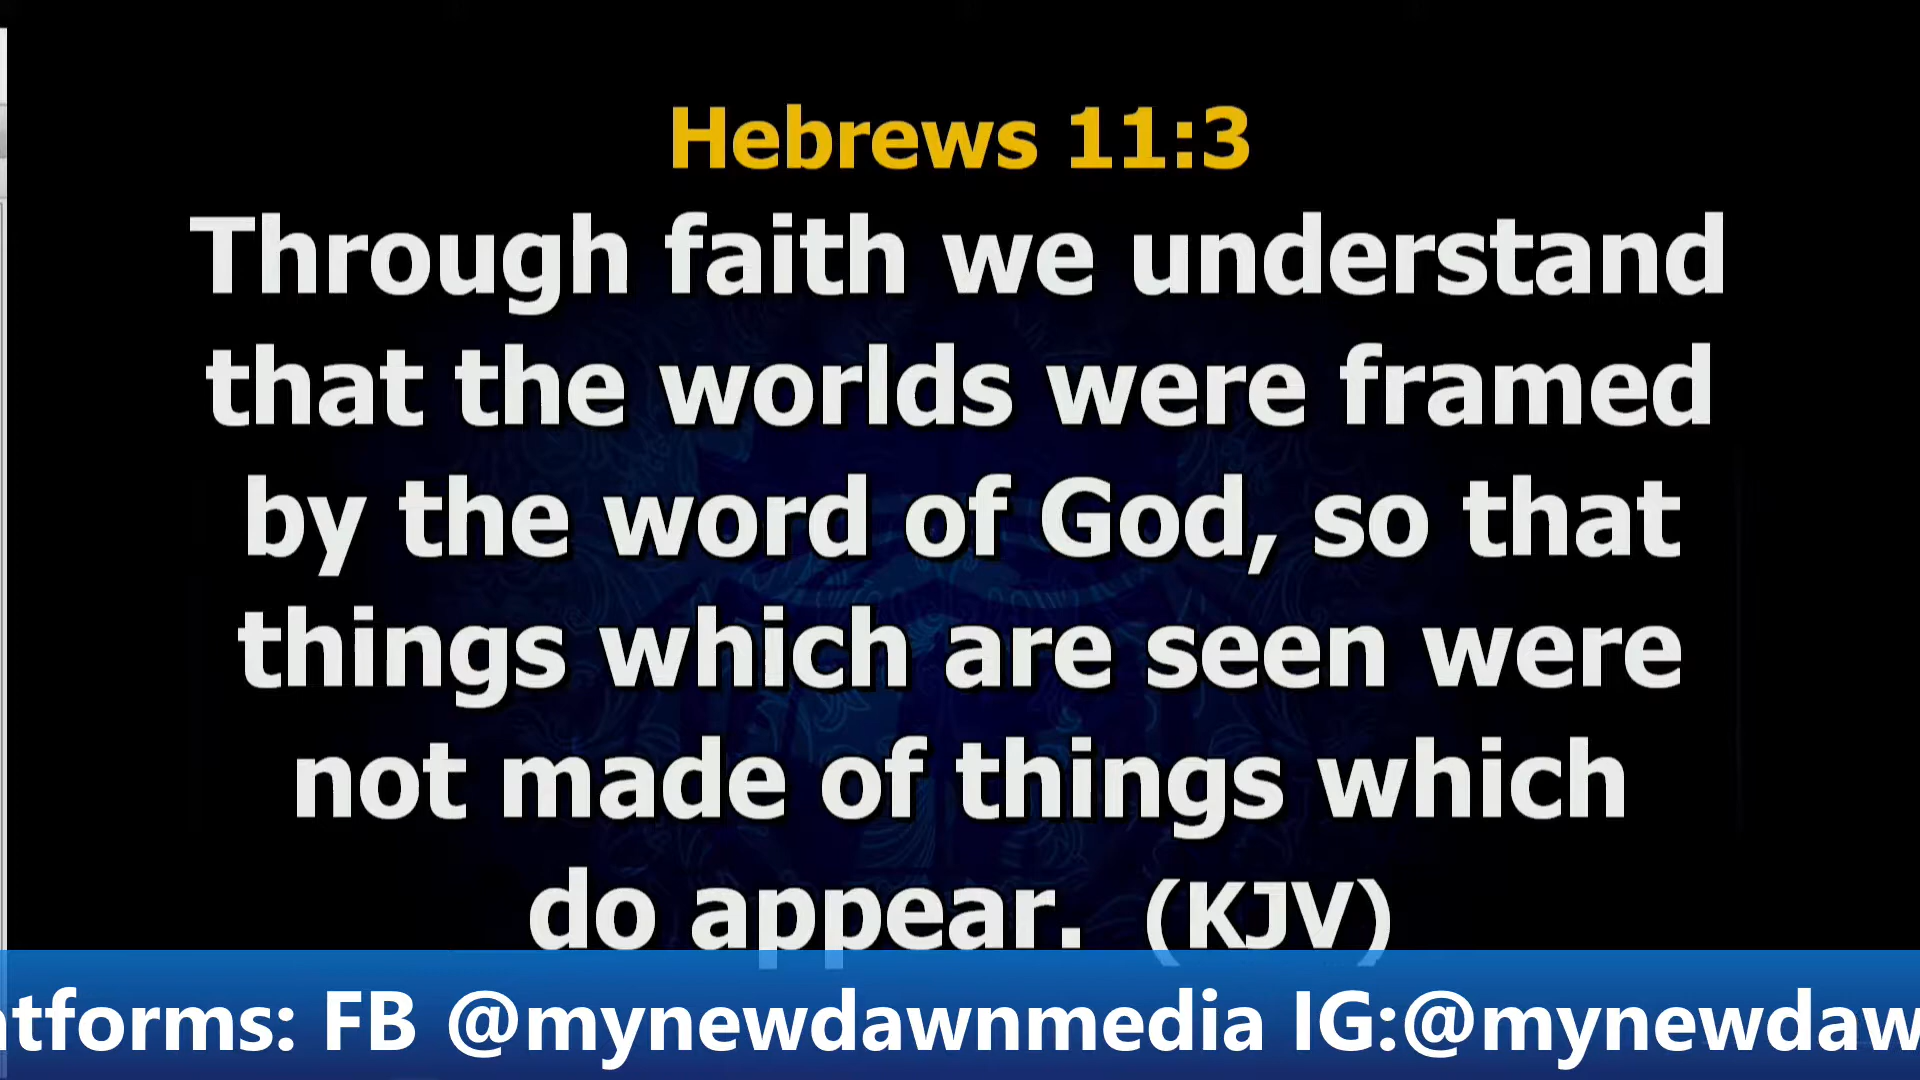 Hebrews 11:3
Through faith we understand
that the worlds were framed
by the word of God, so that
things which are seen were
not made of things which
do appear. (KJV)
atforms: FB @mynewdawnmedia IG:@mynewdaw